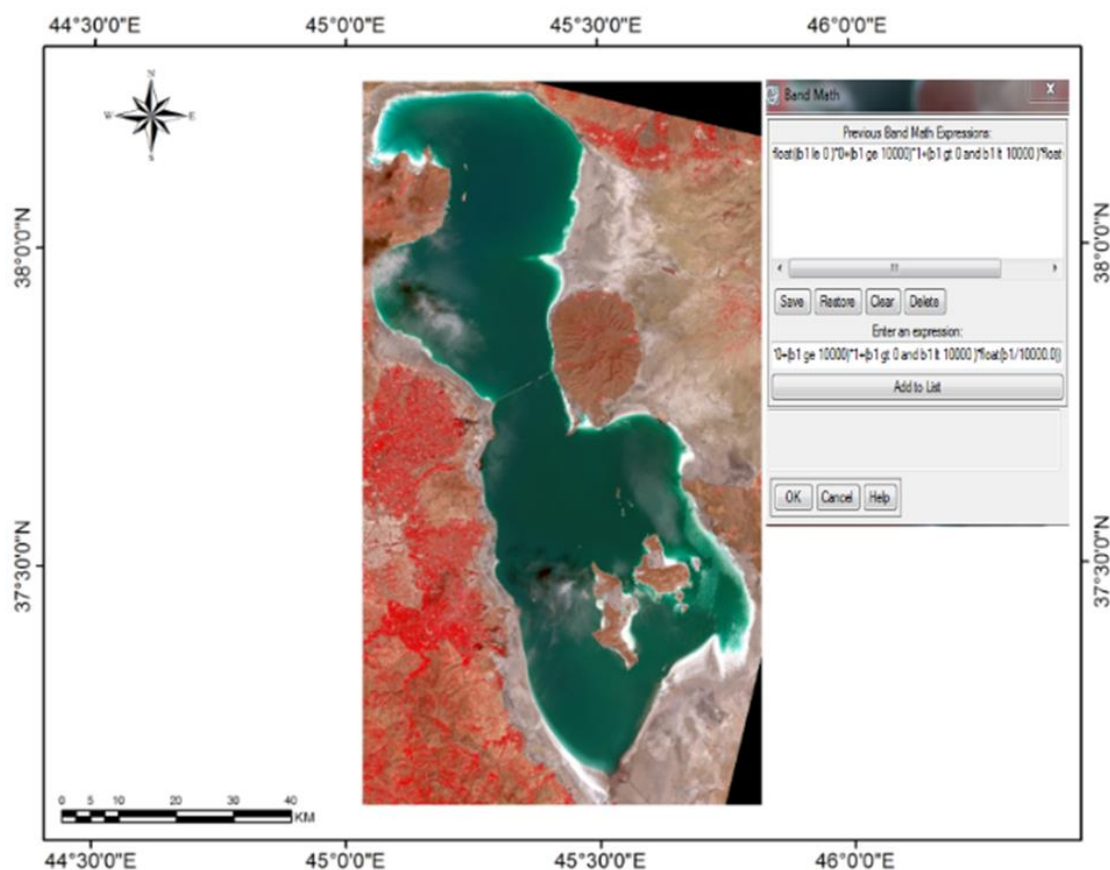 44°30'0"E 45°0'0"E 45°30'0"E 46°0'0"E
N
W E
S
38°0'0"N
37°30'0"N
38°0'0"N
37°30'0"N
0 5 10 20 30 40
KM
44°30'0"E 45°0'0"E 45°30'0"E 46°0'0"E
Band Math
X
Previous Band Math Expressions:
float((b1 le 0 )*0+(b1 ge 10000)*1+(b1 gt 0 and b1 lt 10000 )*float
Save Restore Clear Delete
Enter an expression:
'0+(b1 ge 10000)*1+(b1 gt 0 and b1 lt 10000 )*float(b1/10000.0))
Add to List
OK Cancel Help